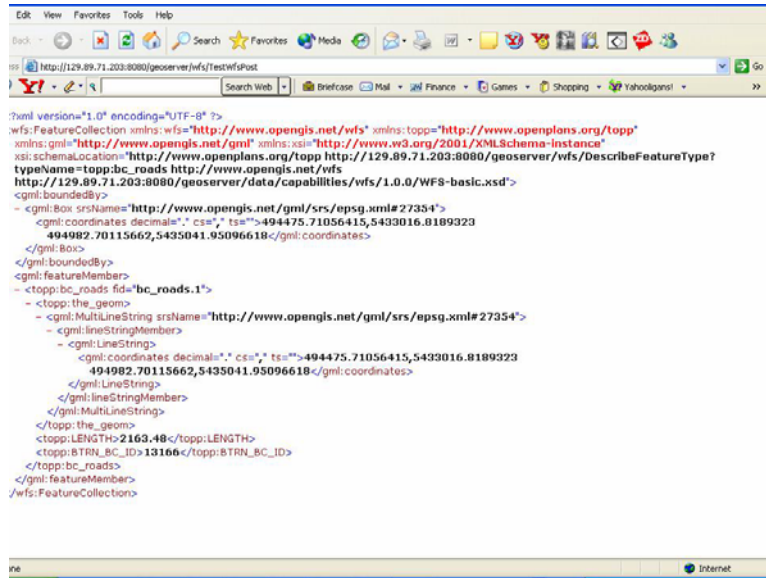 Edit View Favorites Tools Help
Back Search Favorites Media
http://129.89.71.203:8080/geoserver/wfs/TestWfsPost Go
Y! Search Web Briefcase Mail Finance Games Shopping Yahooligans! »
?xml version="1.0" encoding="UTF-8" ?>
wfs:FeatureCollection xmlns:wfs="http://www.opengis.net/wfs" xmlns:topp="http://www.openplans.org/topp"
xmlns:gml="http://www.opengis.net/gml" xmlns:xsi="http://www.w3.org/2001/XMLSchema-instance"
xsi:schemaLocation="http://www.openplans.org/topp http://129.89.71.203:8080/geoserver/wfs/DescribeFeatureType?
typeName=topp:bc_roads http://www.opengis.net/wfs
http://129.89.71.203:8080/geoserver/data/capabilities/wfs/1.0.0/WFS-basic.xsd">
<gml:boundedBy>
- <gml:Box srsName="http://www.opengis.net/gml/srs/epsg.xml#27354">
<gml:coordinates decimal="." cs="," ts="">494475.71056415,5433016.8189323
494982.70115662,5435041.95096618</gml:coordinates>
</gml:Box>
</gml:boundedBy>
<gml:featureMember>
- <topp:bc_roads fid="bc_roads.1">
- <topp:the_geom>
- <gml:MultiLineString srsName="http://www.opengis.net/gml/srs/epsg.xml#27354">
- <gml:lineStringMember>
- <gml:LineString>
<gml:coordinates decimal="." cs="," ts="">494475.71056415,5433016.8189323
494982.70115662,5435041.95096618</gml:coordinates>
</gml:LineString>
</gml:lineStringMember>
</gml:MultiLineString>
</topp:the_geom>
<topp:LENGTH>2163.48</topp:LENGTH>
<topp:BTRN_BC_ID>13166</topp:BTRN_BC_ID>
</topp:bc_roads>
</gml:featureMember>
/wfs:FeatureCollection>
Internet